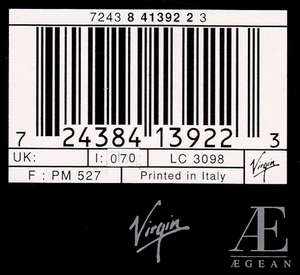 7243 8 41392 2 3
7 24384 13922 3
UK: I: 070 LC 3098 Virgin
F : PM 527 Printed in Italy
Virgin Æ
ÆGEAN